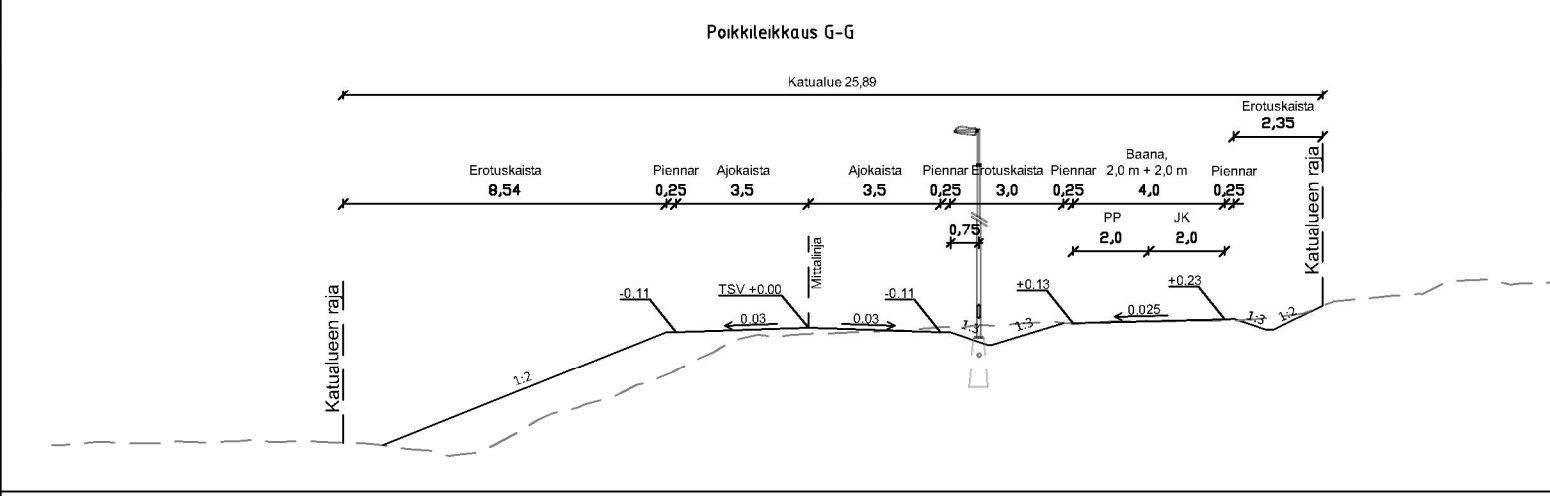 Poikkileikkaus G-G
Katualue 25,89
Erotuskaista
2,35
Erotuskaista
8,54
Piennar
0,25
Ajokaista
3,5
Ajokaista
3,5
Piennar
0,25
Erotuskaista
3,0
Piennar
0,25
Baana,
2,0 m + 2,0 m
4,0
Piennar
0,25
0,75
PP
2,0
JK
2,0
Katualueen raja
Mittalinja
Katualueen raja
-0.11
TSV +0.00
-0.11
+0.13
+0.23
0.03
0.03
0.025
1:2
1:3
1:3
1:3
1:2